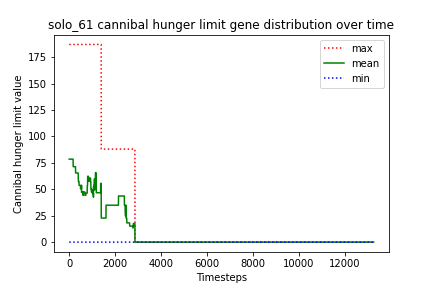 solo_61 cannibal hunger limit gene distribution over time
max
mean
min
Cannibal hunger limit value
175
150
125
100
75
50
25
0
0 2000 4000 6000 8000 10000 12000
Timesteps